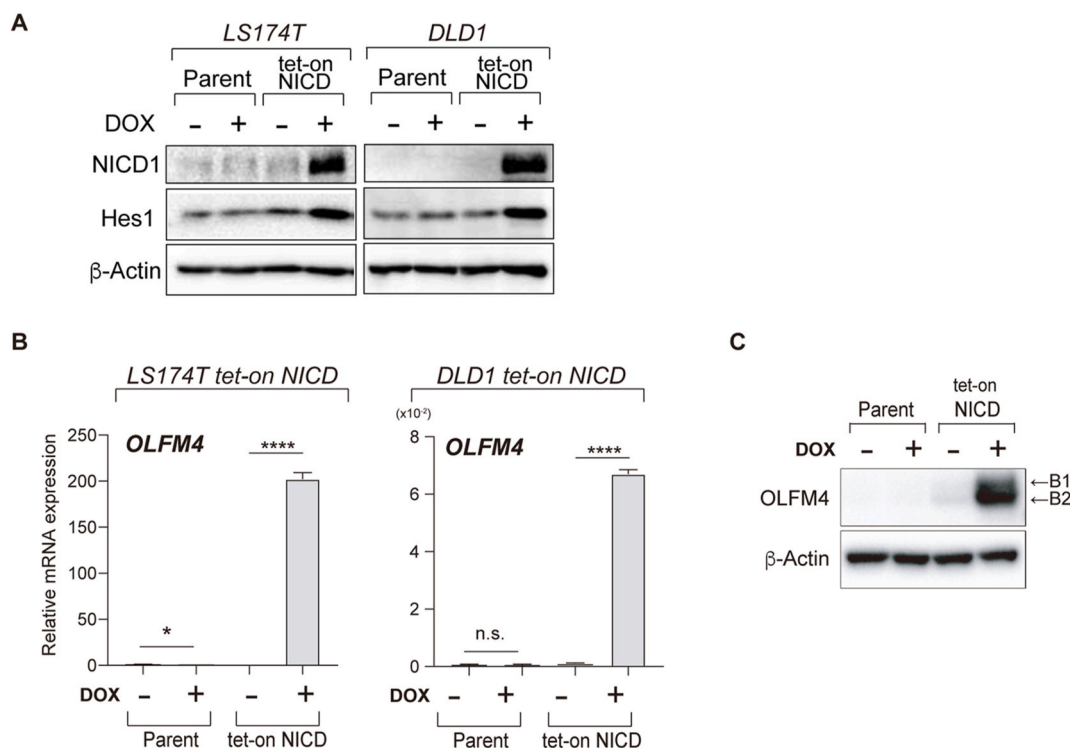 A
LS174T DLD1
Parent tet-on NICD Parent tet-on NICD
DOX – + – + – + – +
NICD1
Hes1
β-Actin
B
LS174T tet-on NICD
Relative mRNA expression
OLFM4
250
200
150
100
50
0
*
****
DOX – + – +
Parent tet-on NICD
DLD1 tet-on NICD
(x10⁻²)
OLFM4
8
6
4
2
0
n.s.
****
DOX – + – +
Parent tet-on NICD
C
Parent tet-on NICD
DOX – + – +
OLFM4 ←B1
←B2
β-Actin